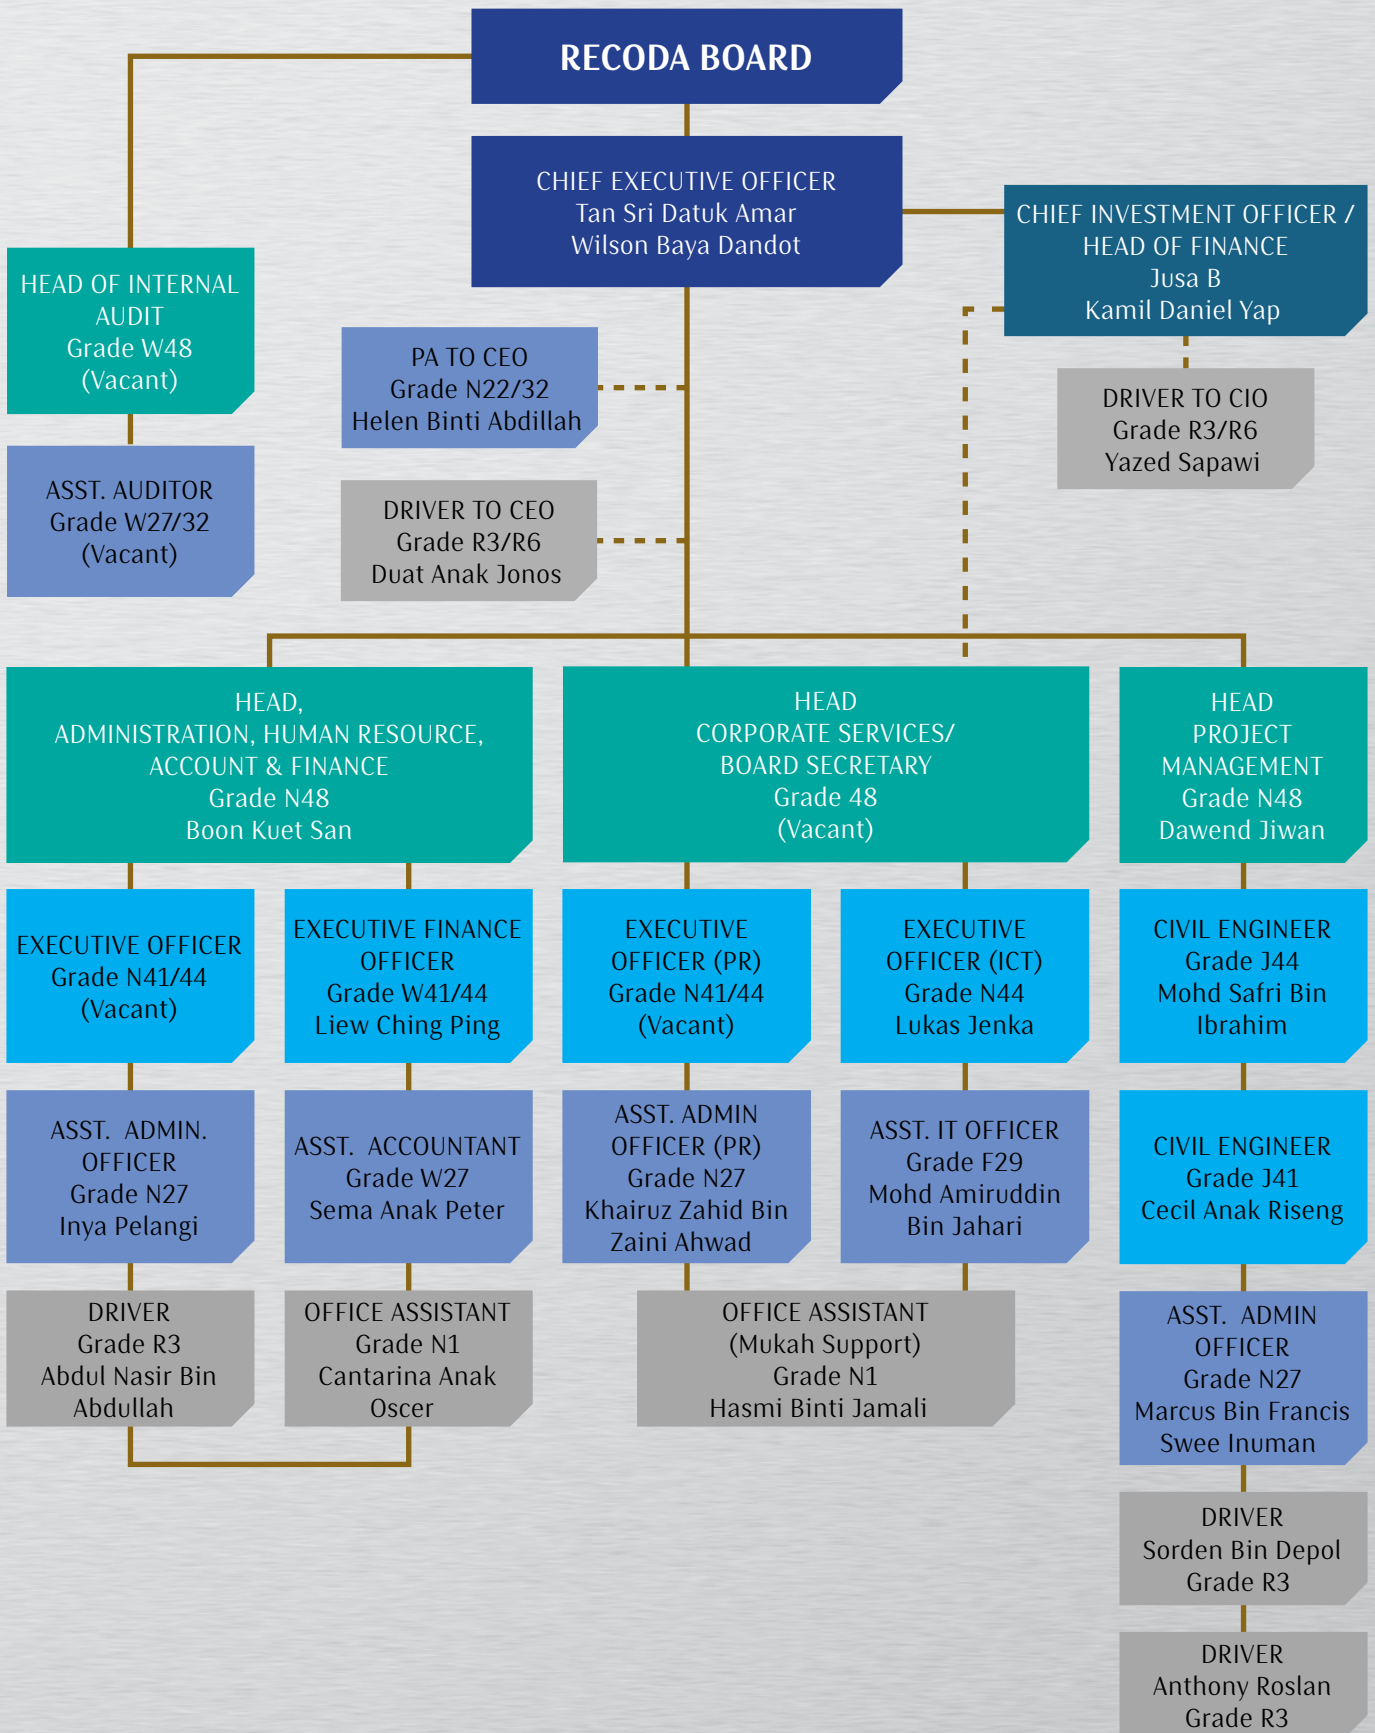 RECODA BOARD
CHIEF EXECUTIVE OFFICER
Tan Sri Datuk Amar
Wilson Baya Dandot
CHIEF INVESTMENT OFFICER /
HEAD OF FINANCE
Jusa B
Kamil Daniel Yap
HEAD OF INTERNAL
AUDIT
Grade W48
(Vacant)
PA TO CEO
Grade N22/32
Helen Binti Abdillah
DRIVER TO CIO
Grade R3/R6
Yazed Sapawi
ASST. AUDITOR
Grade W27/32
(Vacant)
DRIVER TO CEO
Grade R3/R6
Duat Anak Jonos
HEAD,
ADMINISTRATION, HUMAN RESOURCE,
ACCOUNT & FINANCE
Grade N48
Boon Kuet San
HEAD
CORPORATE SERVICES/
BOARD SECRETARY
Grade 48
(Vacant)
HEAD
PROJECT
MANAGEMENT
Grade N48
Dawend Jiwan
EXECUTIVE OFFICER
Grade N41/44
(Vacant)
EXECUTIVE FINANCE
OFFICER
Grade W41/44
Liew Ching Ping
EXECUTIVE
OFFICER (PR)
Grade N41/44
(Vacant)
EXECUTIVE
OFFICER (ICT)
Grade N44
Lukas Jenka
CIVIL ENGINEER
Grade J44
Mohd Safri Bin
Ibrahim
ASST. ADMIN.
OFFICER
Grade N27
Inya Pelangi
ASST. ACCOUNTANT
Grade W27
Sema Anak Peter
ASST. ADMIN
OFFICER (PR)
Grade N27
Khairuz Zahid Bin
Zaini Ahwad
ASST. IT OFFICER
Grade F29
Mohd Amiruddin
Bin Jahari
CIVIL ENGINEER
Grade J41
Cecil Anak Riseng
DRIVER
Grade R3
Abdul Nasir Bin
Abdullah
OFFICE ASSISTANT
Grade N1
Cantarina Anak
Oscer
OFFICE ASSISTANT
(Mukah Support)
Grade N1
Hasmi Binti Jamali
ASST. ADMIN
OFFICER
Grade N27
Marcus Bin Francis
Swee Inuman
DRIVER
Sorden Bin Depol
Grade R3
DRIVER
Anthony Roslan
Grade R3